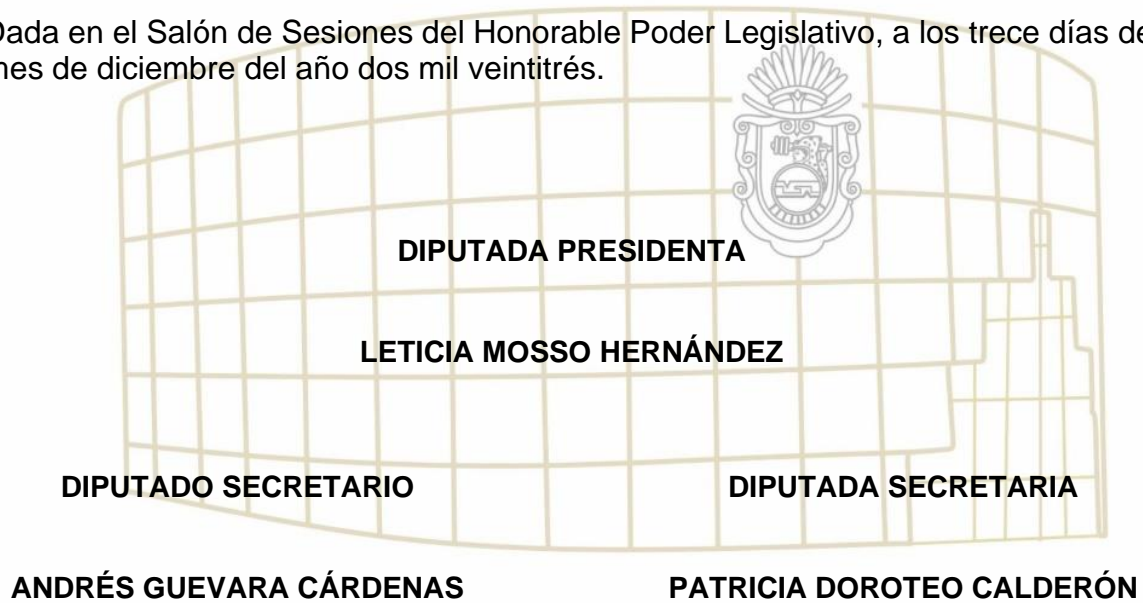 Dada en el Salón de Sesiones del Honorable Poder Legislativo, a los trece días de
mes de diciembre del año dos mil veintitrés.
DIPUTADA PRESIDENTA
LETICIA MOSSO HERNÁNDEZ
DIPUTADO SECRETARIO DIPUTADA SECRETARIA
ANDRÉS GUEVARA CÁRDENAS PATRICIA DOROTEO CALDERÓN